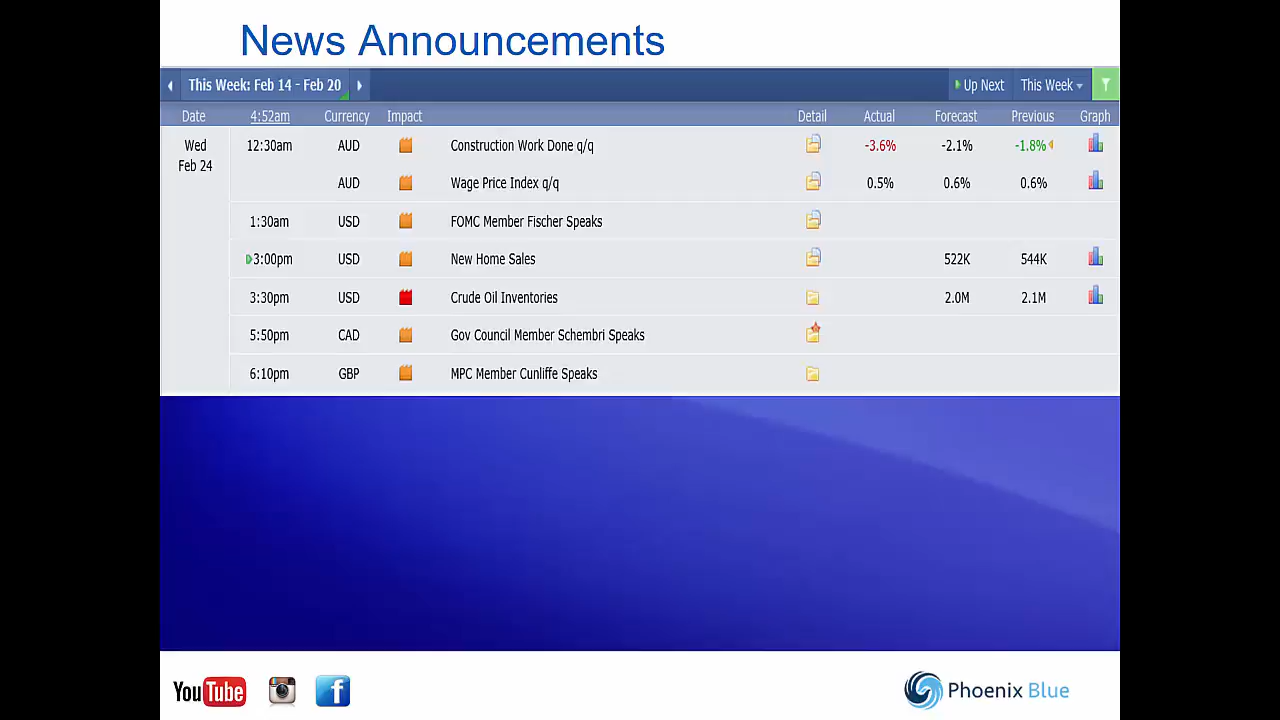 News Announcements
This Week: Feb 14 - Feb 20 Up Next This Week
Date 4:52am Currency Impact Detail Actual Forecast Previous Graph
Wed 12:30am AUD Construction Work Done q/q -3.6% -2.1% -1.8%
Feb 24
AUD Wage Price Index q/q 0.5% 0.6% 0.6%
1:30am USD FOMC Member Fischer Speaks
3:00pm USD New Home Sales 522K 544K
3:30pm USD Crude Oil Inventories 2.0M 2.1M
5:50pm CAD Gov Council Member Schembri Speaks
6:10pm GBP MPC Member Cunliffe Speaks
YouTube f Phoenix Blue